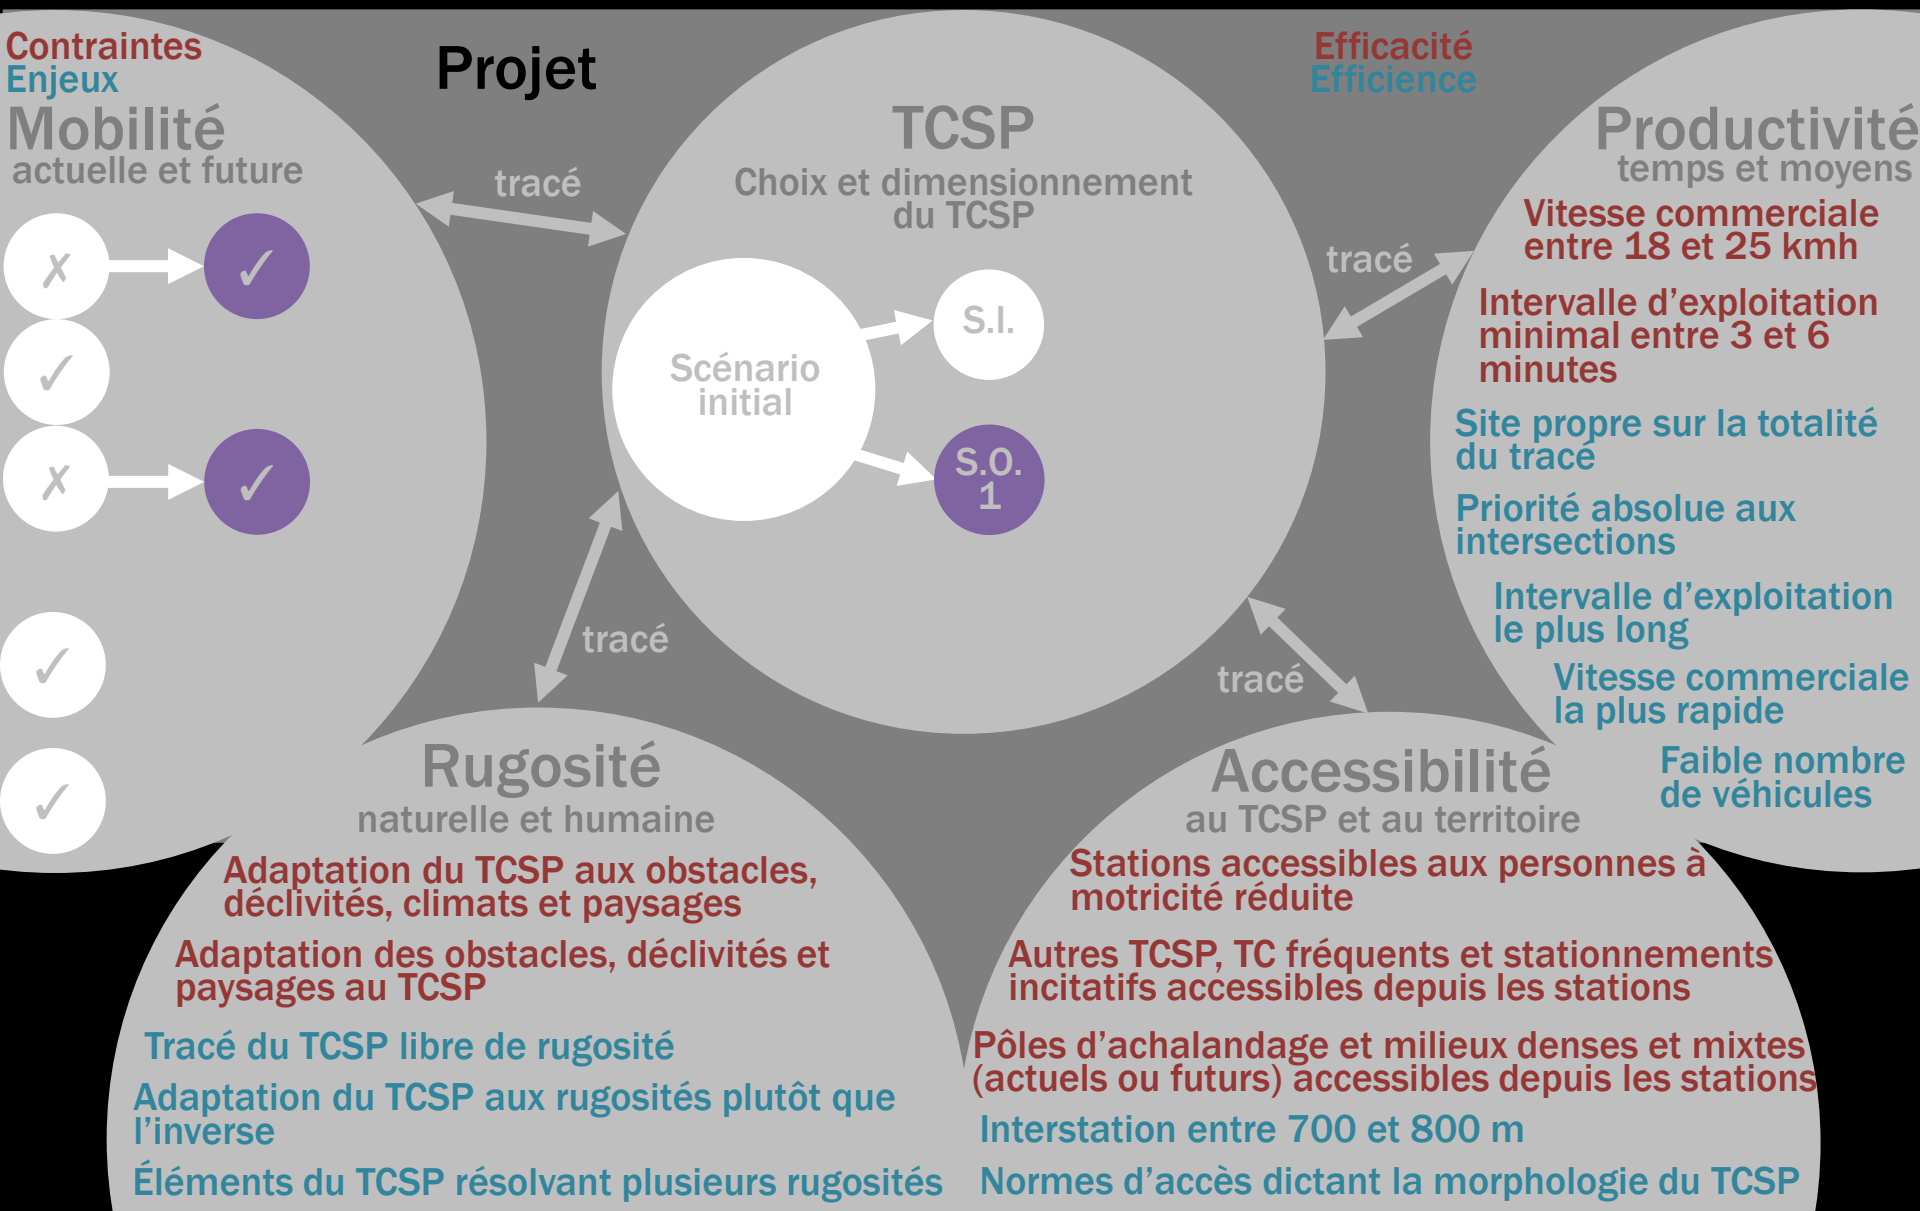 Contraintes
Enjeux
Mobilité
actuelle et future
✗
✓
✓
✗
✓
✓
✓
Projet
tracé
TCSP
Choix et dimensionnement
du TCSP
Scénario
initial
S.I.
S.O.
1
Efficacité
Efficience
tracé
Productivité
temps et moyens
Vitesse commerciale
entre 18 et 25 kmh
Intervalle d’exploitation
minimal entre 3 et 6
minutes
Site propre sur la totalité
du tracé
Priorité absolue aux
intersections
Intervalle d’exploitation
le plus long
Vitesse commerciale
la plus rapide
Faible nombre
de véhicules
tracé
Rugosité
naturelle et humaine
Adaptation du TCSP aux obstacles,
déclivités, climats et paysages
Adaptation des obstacles, déclivités et
paysages au TCSP
Tracé du TCSP libre de rugosité
Adaptation du TCSP aux rugosités plutôt que
l’inverse
Éléments du TCSP résolvant plusieurs rugosités
tracé
Accessibilité
au TCSP et au territoire
Stations accessibles aux personnes à
motricité réduite
Autres TCSP, TC fréquents et stationnements
incitatifs accessibles depuis les stations
Pôles d’achalandage et milieux denses et mixtes
(actuels ou futurs) accessibles depuis les stations
Interstation entre 700 et 800 m
Normes d’accès dictant la morphologie du TCSP